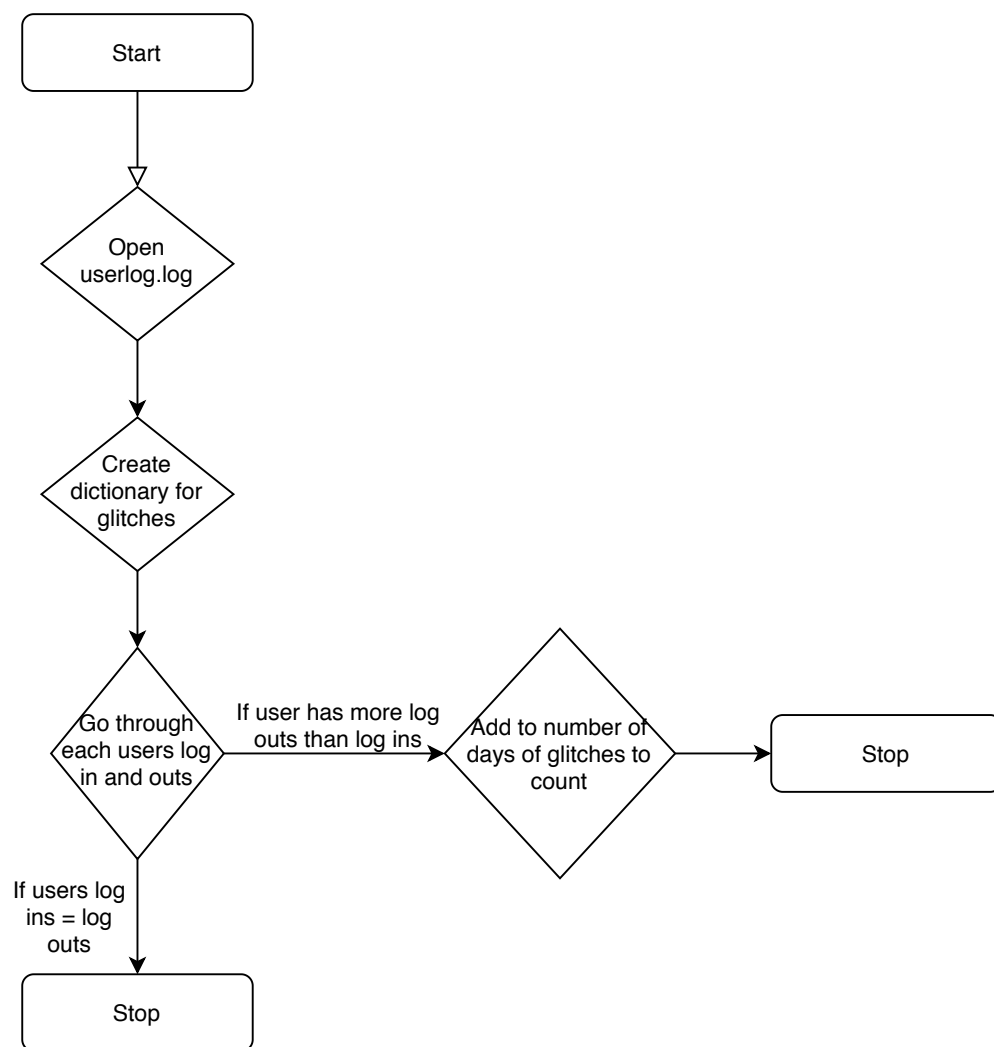 Start
Open
userlog.log
Create
dictionary for
glitches
Go through
each users log
in and outs
If user has more log
outs than log ins
Add to number of
days of glitches to
count
Stop
If users log
ins = log
outs
Stop